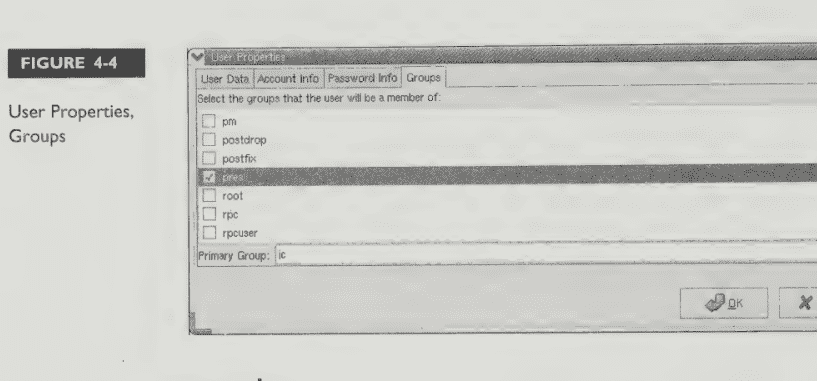 FIGURE 4-4
User Properties,
Groups
User Properties
User Data Account Info Password Info Groups
Select the groups that the user will be a member of:
pm
postdrop
postfix
pres
root
rpc
rpcuser
Primary Group: ic
OK